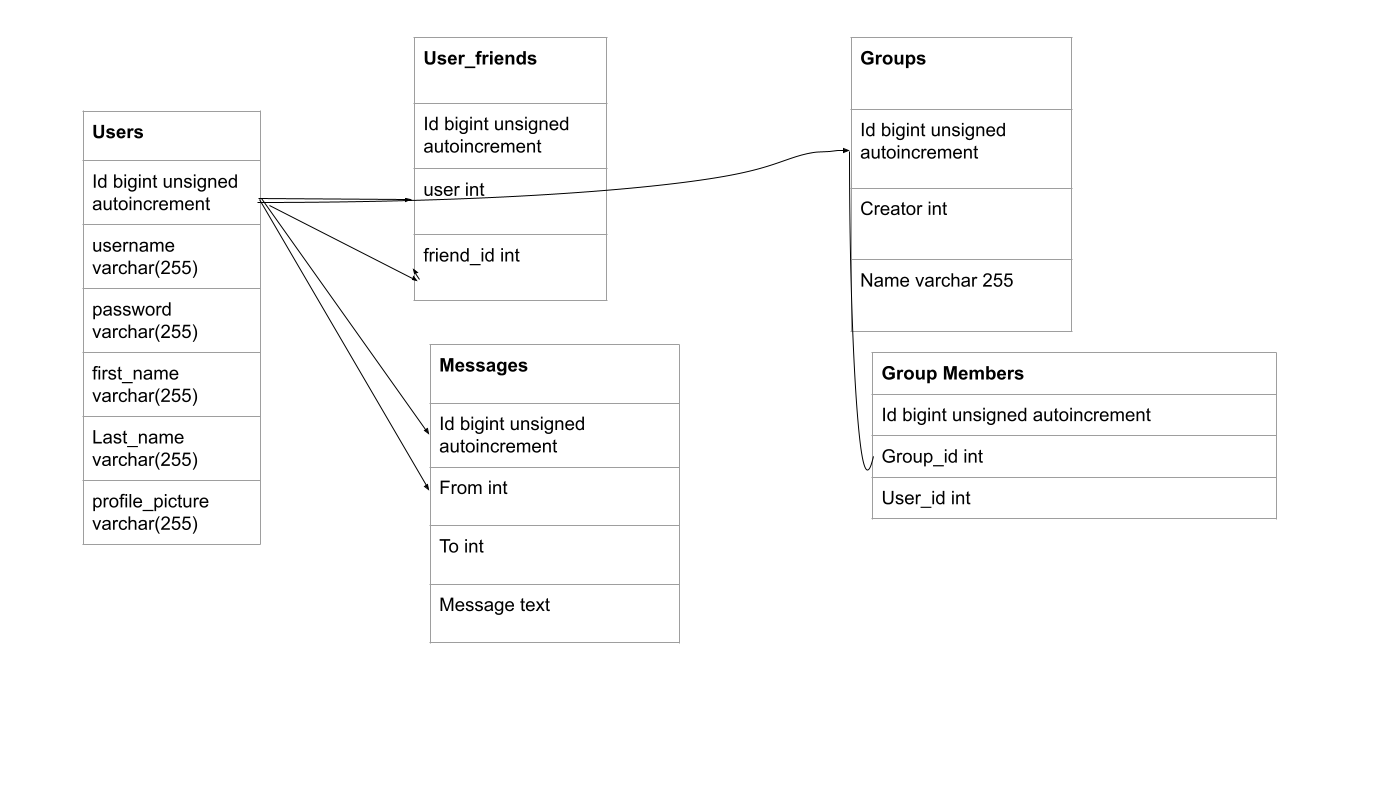 Users
Id bigint unsigned
autoincrement
username
varchar(255)
password
varchar(255)
first_name
varchar(255)
Last_name
varchar(255)
profile_picture
varchar(255)
User_friends
Id bigint unsigned
autoincrement
user int
friend_id int
Messages
Id bigint unsigned
autoincrement
From int
To int
Message text
Groups
Id bigint unsigned
autoincrement
Creator int
Name varchar 255
Group Members
Id bigint unsigned autoincrement
Group_id int
User_id int